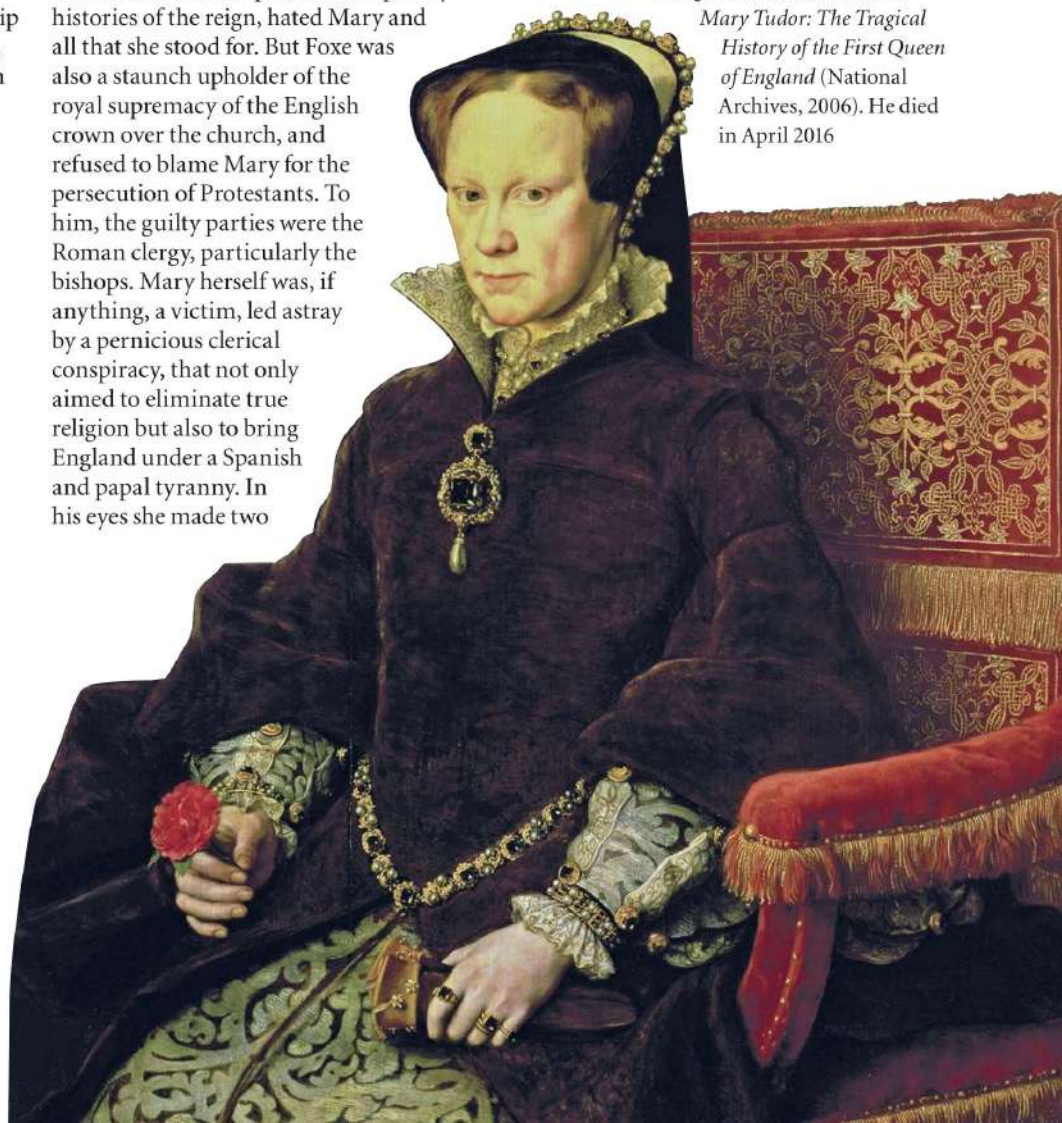 ip
n
histories of the reign, hated Mary and
all that she stood for. But Foxe was
also a staunch upholder of the
royal supremacy of the English
crown over the church, and
refused to blame Mary for the
persecution of Protestants. To
him, the guilty parties were the
Roman clergy, particularly the
bishops. Mary herself was, if
anything, a victim, led astray
by a pernicious clerical
conspiracy, that not only
aimed to eliminate true
religion but also to bring
England under a Spanish
and papal tyranny. In
his eyes she made two
Mary Tudor: The Tragical
History of the First Queen
of England (National
Archives, 2006). He died
in April 2016